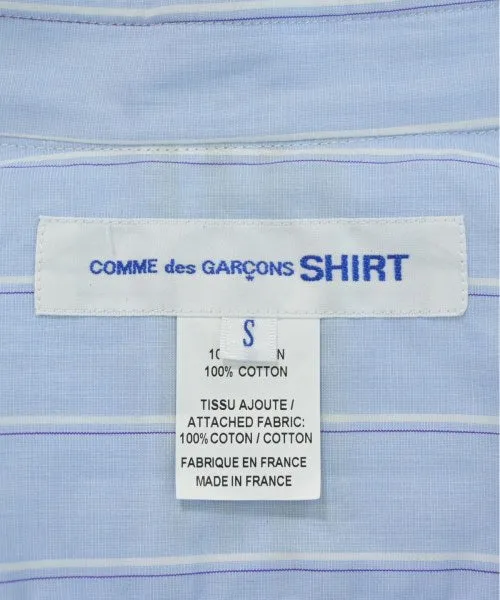 COMME des GARÇONS SHIRT
S
100% COTTON
TISSU AJOUTE /
ATTACHED FABRIC:
100% COTON / COTTON
FABRIQUE EN FRANCE
MADE IN FRANCE